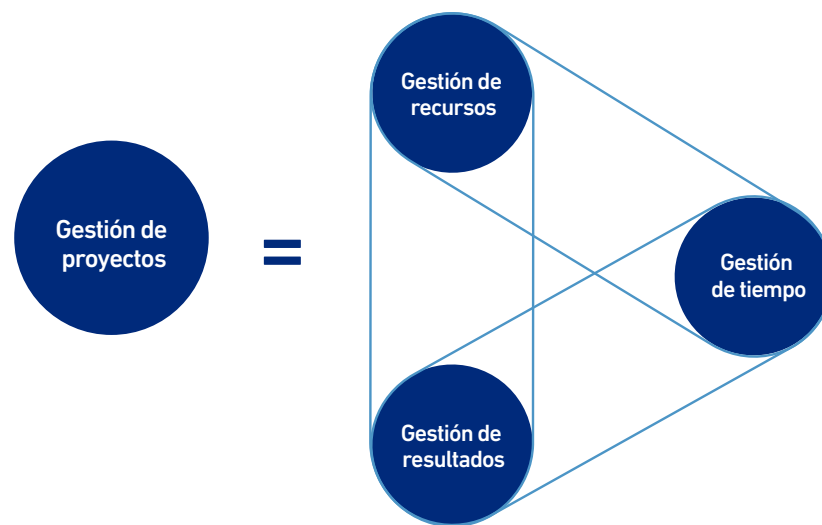 Gestión de
proyectos
=
Gestión de
recursos
Gestión
de tiempo
Gestión de
resultados